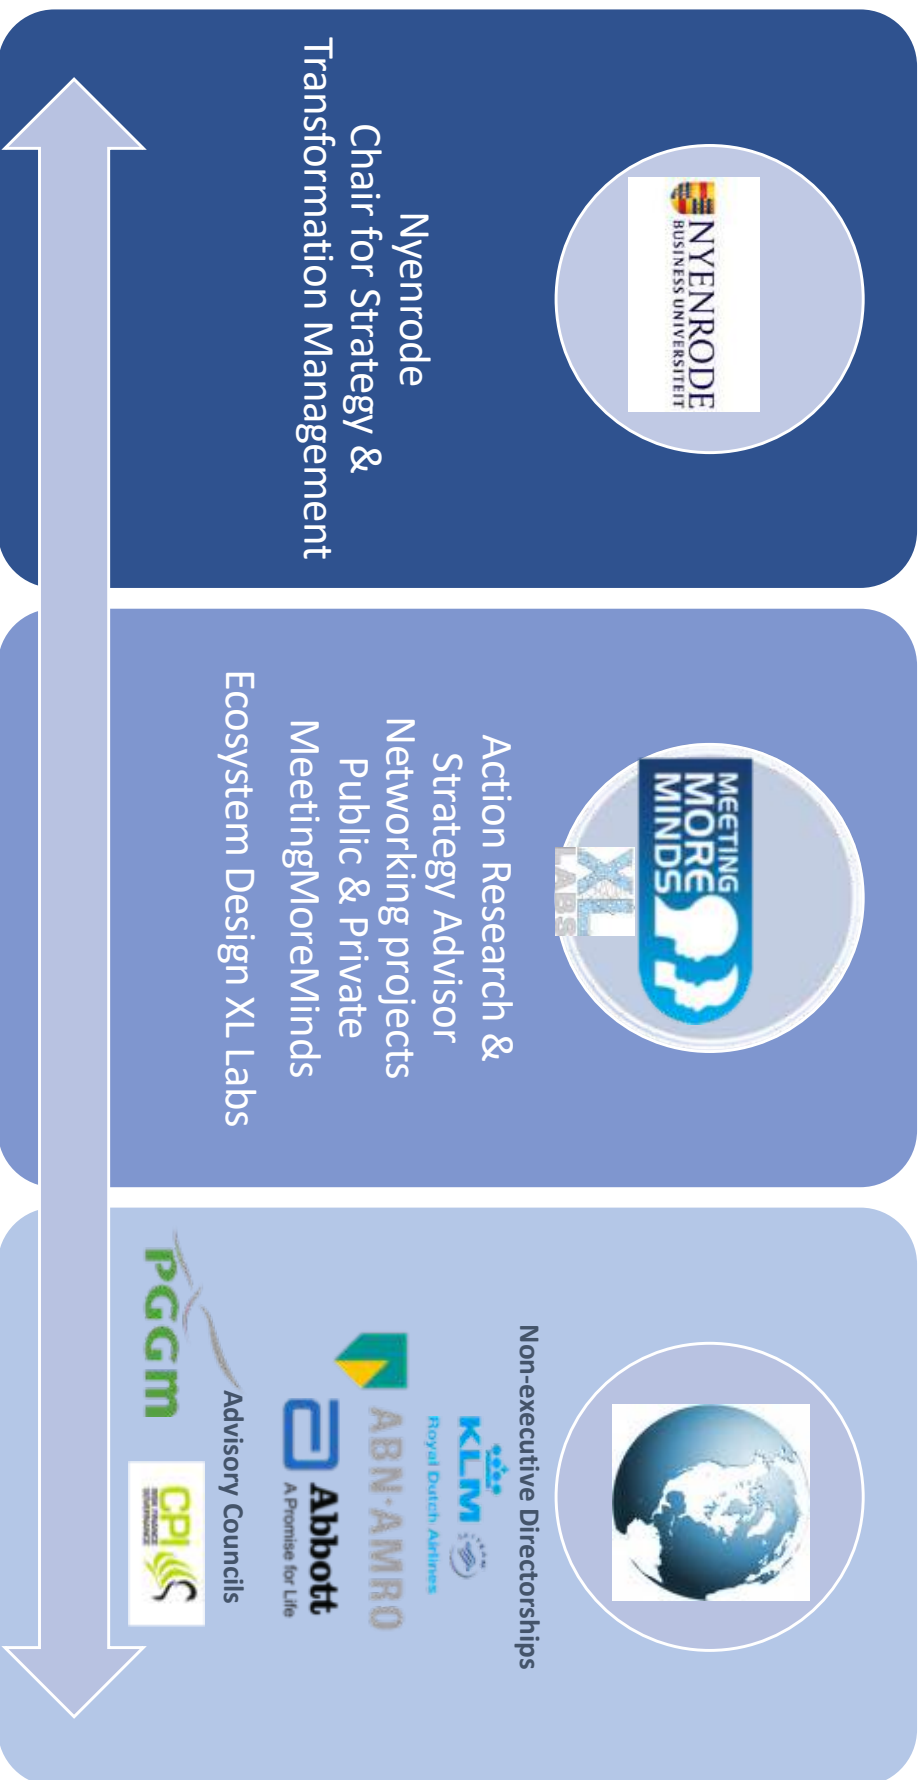 NYENRODE
BUSINESS UNIVERSITEIT
Nyenrode
Chair for Strategy &
Transformation Management
MEETING
MORE
MINDS
XL
LABS
Action Research &
Strategy Advisor
Networking projects
Public & Private
MeetingMoreMinds
Ecosystem Design XL Labs
Non-executive Directorships
KLM
Royal Dutch Airlines
ABN·AMRO
Abbott
A Promise for Life
Advisory Councils
PGGM
CPI